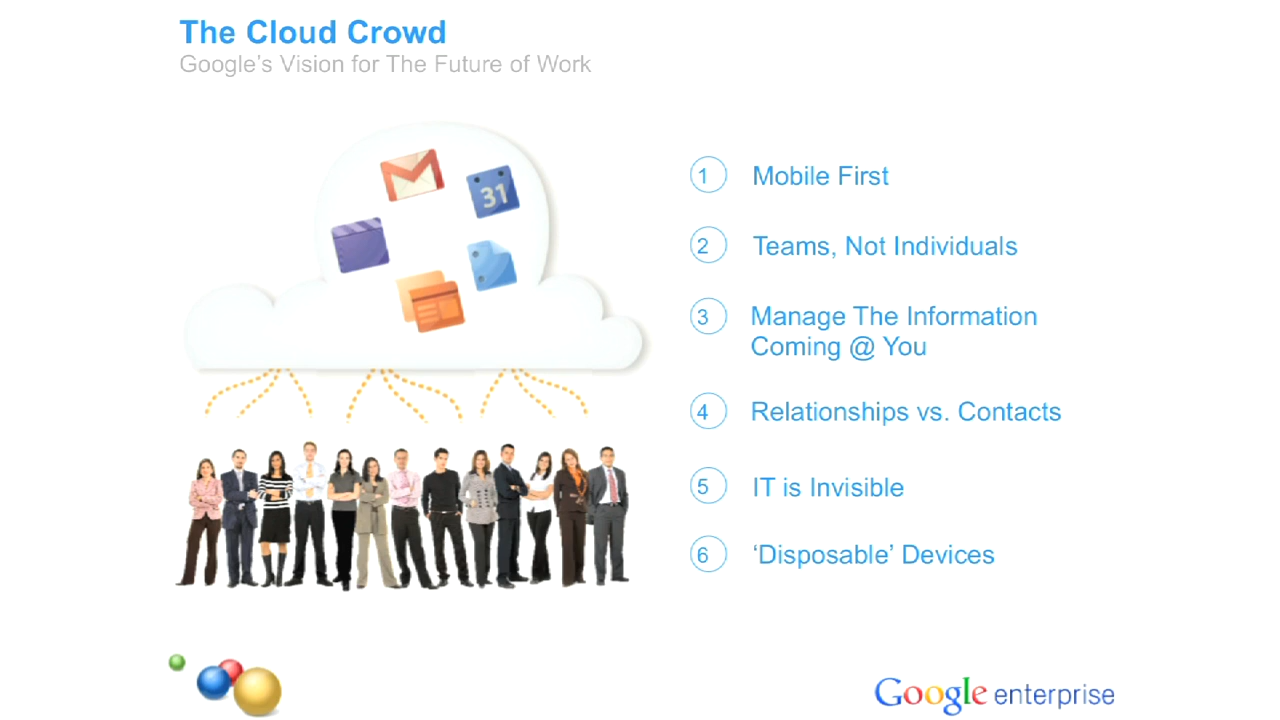 The Cloud Crowd
Google's Vision for The Future of Work
31
1 Mobile First
2 Teams, Not Individuals
3 Manage The Information
Coming @ You
4 Relationships vs. Contacts
5 IT is Invisible
6 ‘Disposable’ Devices
Google enterprise